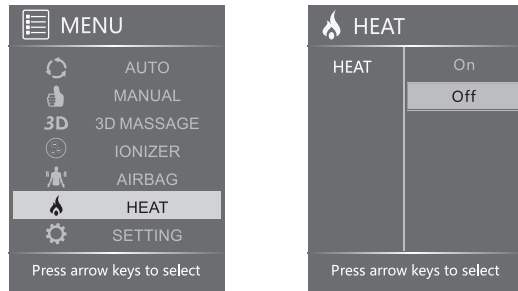 MENU
AUTO
MANUAL
3D 3D MASSAGE
IONIZER
AIRBAG
HEAT
SETTING
Press arrow keys to select
HEAT
HEAT On
Off
Press arrow keys to select